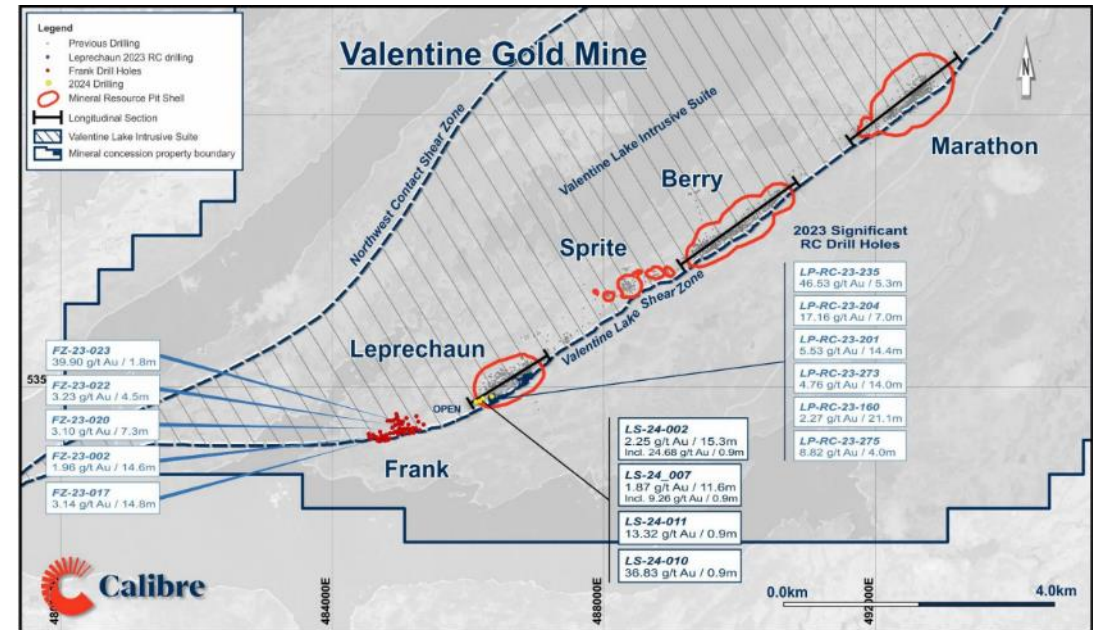 Legend
Previous Drilling
Leprechaun 2023 RC drilling
Frank Drill Holes
2024 Drilling
Mineral Resource Pit Shell
Longitudinal Section
Valentine Lake Intrusive Suite
Mineral concession property boundary
Valentine Gold Mine
N
Northwest Contact Shear Zone
Valentine Lake Intrusive Suite
Marathon
Berry
Sprite
Valentine Lake Shear Zone
Leprechaun
OPEN
Frank
535
2023 Significant
RC Drill Holes
LP-RC-23-235
46.53 g/t Au / 5.3m
LP-RC-23-204
17.16 g/t Au / 7.0m
LP-RC-23-201
5.53 g/t Au / 14.4m
LP-RC-23-273
4.76 g/t Au / 14.0m
LP-RC-23-160
2.27 g/t Au / 21.1m
LP-RC-23-275
8.82 g/t Au / 4.0m
FZ-23-023
39.90 g/t Au / 1.8m
FZ-23-022
3.23 g/t Au / 4.5m
FZ-23-020
3.10 g/t Au / 7.3m
FZ-23-002
1.96 g/t Au / 14.6m
FZ-23-017
3.14 g/t Au / 14.8m
LS-24-002
2.25 g/t Au / 15.3m
Incl. 24.68 g/t Au / 0.9m
LS-24_007
1.87 g/t Au / 11.6m
Incl. 9.26 g/t Au / 0.9m
LS-24-011
13.32 g/t Au / 0.9m
LS-24-010
36.83 g/t Au / 0.9m
Calibre
484000E
488000E
492000E
0.0km
4.0km